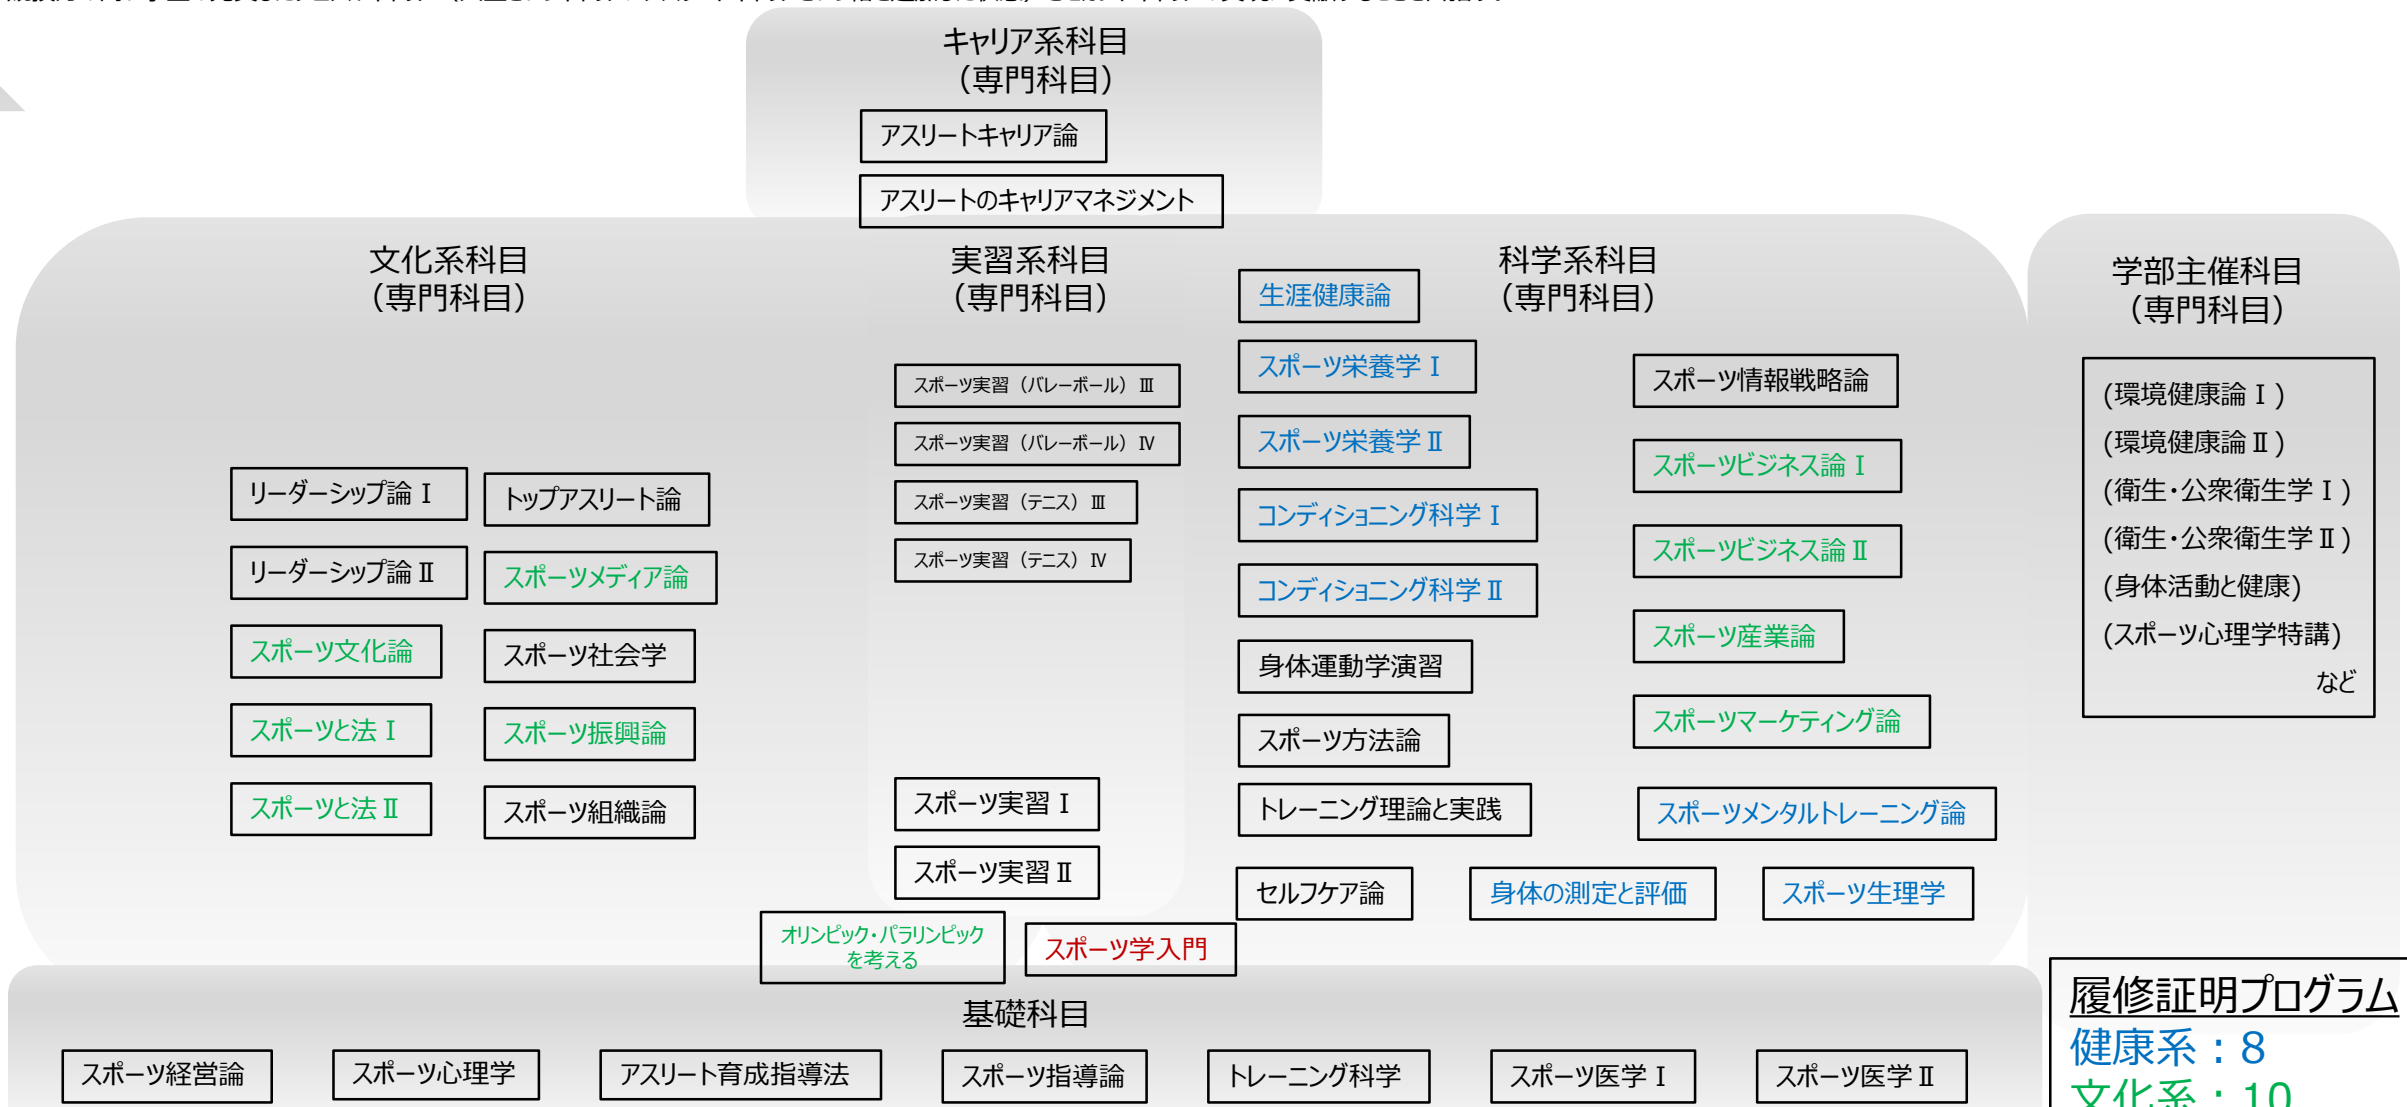 キャリア系科目
（専門科目）
アスリートキャリア論
アスリートのキャリアマネジメント
文化系科目
（専門科目）
リーダーシップ論Ⅰ
トップアスリート論
リーダーシップ論Ⅱ
スポーツメディア論
スポーツ文化論
スポーツ社会学
スポーツと法Ⅰ
スポーツ振興論
スポーツと法Ⅱ
スポーツ組織論
実習系科目
（専門科目）
スポーツ実習（バレーボール）Ⅲ
スポーツ実習（バレーボール）Ⅳ
スポーツ実習（テニス）Ⅲ
スポーツ実習（テニス）Ⅳ
スポーツ実習Ⅰ
スポーツ実習Ⅱ
科学系科目
（専門科目）
生涯健康論
スポーツ栄養学Ⅰ
スポーツ栄養学Ⅱ
コンディショニング科学Ⅰ
コンディショニング科学Ⅱ
身体運動学演習
スポーツ方法論
トレーニング理論と実践
スポーツ情報戦略論
スポーツビジネス論Ⅰ
スポーツビジネス論Ⅱ
スポーツ産業論
スポーツマーケティング論
スポーツメンタルトレーニング論
セルフケア論
身体の測定と評価
スポーツ生理学
学部主催科目
（専門科目）
(環境健康論Ⅰ)
(環境健康論Ⅱ)
(衛生・公衆衛生学Ⅰ)
(衛生・公衆衛生学Ⅱ)
(身体活動と健康)
(スポーツ心理学特講)
など
オリンピック・パラリンピック
を考える
スポーツ学入門
基礎科目
スポーツ経営論
スポーツ心理学
アスリート育成指導法
スポーツ指導論
トレーニング科学
スポーツ医学Ⅰ
スポーツ医学Ⅱ
履修証明プログラム
健康系：8
文化系：10